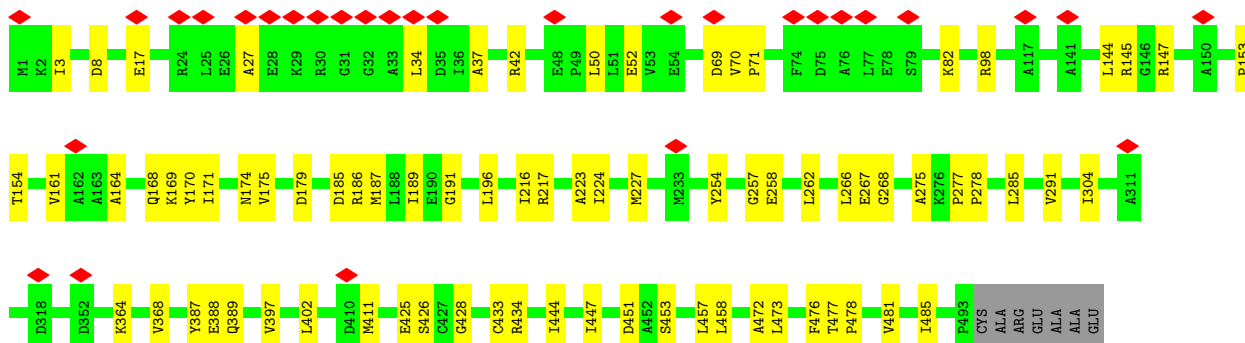 M1 K2 I3 D8 E17 R24 L25 E26 A27 E28 K29 R30 G31 G32 A33 L34 D35 I36 A37 R42 E48 P49 L50 L51 E52 V53 E54 D69 V70 P71 F74 D75 A76 L77 E78 S79 K82 R98 A117 A141 L144 R145 G146 R147 A150 P153
T154 V161 A162 A163 A164 Q168 K169 Y170 I171 N174 V175 D179 D185 R186 M187 L188 I189 E190 G191 L196 I216 R217 A223 I224 M227 M233 Y254 G257 E258 L262 L266 E267 G268 A275 K276 P277 P278 L285 V291 I304 A311
D318 D352 K364 V368 Y387 E388 Q389 V397 L402 D410 M411 E425 S426 C427 G428 C433 R434 I444 I447 D451 A452 S453 L457 L458 A472 L473 F476 T477 P478 V481 I485 P493 CYS ALA ARG GLU ALA ALA GLU